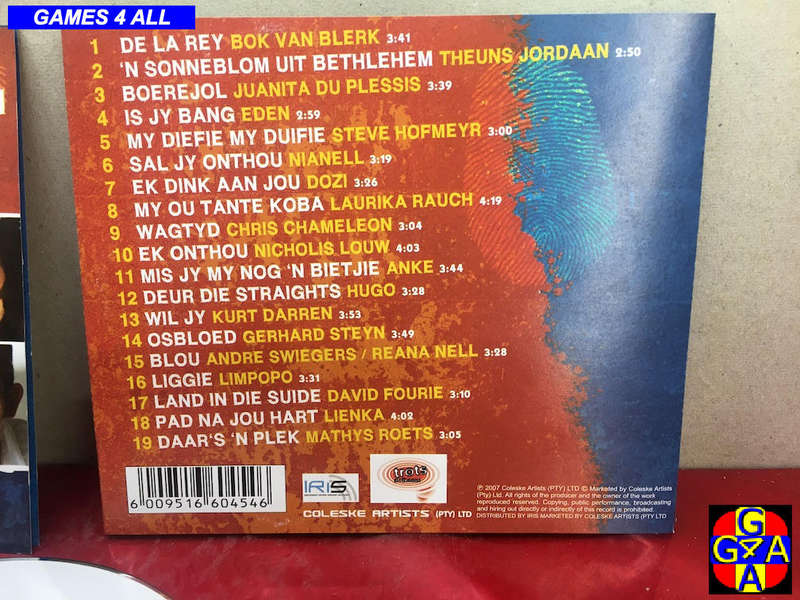 GAMES 4 ALL
1 DE LA REY BOK VAN BLERK 3:41
2 'N SONNEBLOM UIT BETHLEHEM THEUNS JORDAAN 2:50
3 BOEREJOL JUANITA DU PLESSIS 3:39
4 IS JY BANG EDEN 2:59
5 MY DIEFIE MY DUIFIE STEVE HOFMEYR 3:00
6 SAL JY ONTHOU NIANELL 3:19
7 EK DINK AAN JOU DOZI 3:26
8 MY OU TANTE KOBA LAURIKA RAUCH 4:19
9 WAGTYD CHRIS CHAMELEON 3:04
10 EK ONTHOU NICHOLIS LOUW 4:03
11 MIS JY MY NOG 'N BIETJIE ANKE 3:44
12 DEUR DIE STRAIGHTS HUGO 3:28
13 WIL JY KURT DARREN 3:53
14 OSBLOED GERHARD STEYN 3:49
15 BLOU ANDRE SWIEGERS / REANA NELL 3:28
16 LIGGIE LIMPOPO 3:31
17 LAND IN DIE SUIDE DAVID FOURIE 3:10
18 PAD NA JOU HART LIENKA 4:02
19 DAAR'S 'N PLEK MATHYS ROETS 3:05
6 009516 604546
IRIS
trots
COLESKE ARTISTS (PTY) LTD
℗ 2007 Coleske Artists (PTY) LTD © Marketed by Coleske Artists
(Pty) Ltd. All rights of the producer and the owner of the work
reproduced reserved. Copying, public performance, broadcasting
and hiring out directly or indirectly of this record is prohibited.
DISTRIBUTED BY IRIS MARKETED BY COLESKE ARTISTS (PTY) LTD
G
G4A
A